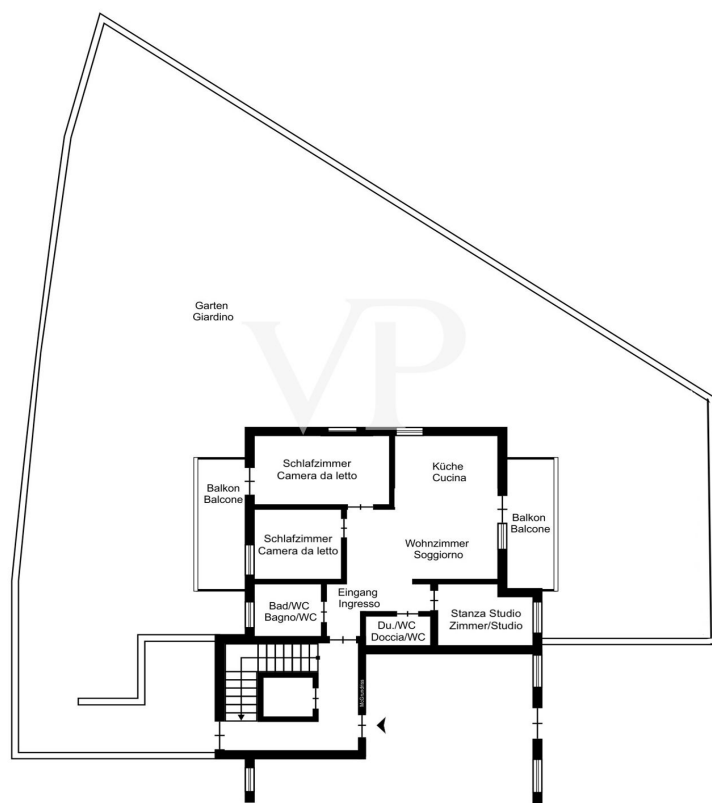 Garten
Giardino
VP
Schlafzimmer
Camera da letto
Küche
Cucina
Balkon
Balcone
Schlafzimmer
Camera da letto
Wohnzimmer
Soggiorno
Balkon
Balcone
Eingang
Ingresso
Bad/WC
Bagno/WC
Du./WC
Doccia/WC
Stanza Studio
Zimmer/Studio